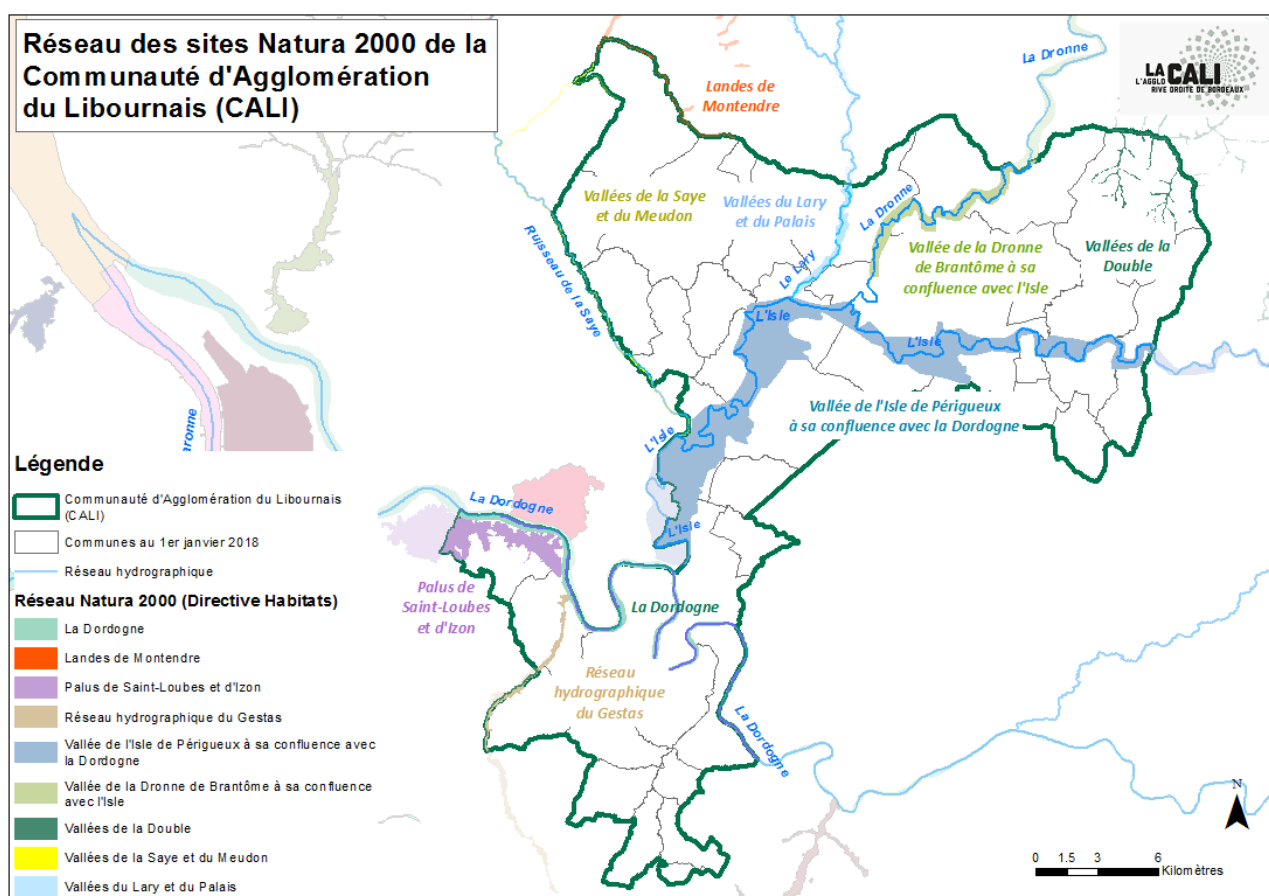 Réseau des sites Natura 2000 de la
Communauté d'Agglomération
du Libournais (CALI)
La Dronne
LA CALI
L'AGGLO
RIVE DROITE DE BORDEAUX
Landes de
Montendre
Vallées de la Saye
et du Meudon
Vallées du Lary
et du Palais
La Dronne
Vallée de la Dronne
de Brantôme à sa
confluence avec l'Isle
Vallées de la
Double
Ruisseau de la Saye
Le Lary
L'Isle
L'Isle
Vallée de l'Isle de Périgueux
à sa confluence avec la Dordogne
L'Isle
L'Isle
aronne
La Dordogne
Palus de
Saint-Loubes
et d'Izon
La Dordogne
Réseau
hydrographique
du Gestas
La Dordogne
Légende
Communauté d'Agglomération du Libournais
(CALI)
Communes au 1er janvier 2018
Réseau hydrographique
Réseau Natura 2000 (Directive Habitats)
La Dordogne
Landes de Montendre
Palus de Saint-Loubes et d'Izon
Réseau hydrographique du Gestas
Vallée de l'Isle de Périgueux à sa confluence avec
la Dordogne
Vallée de la Dronne de Brantôme à sa confluence
avec l'Isle
Vallées de la Double
Vallées de la Saye et du Meudon
Vallées du Lary et du Palais
N
0 1.5 3 6
Kilomètres